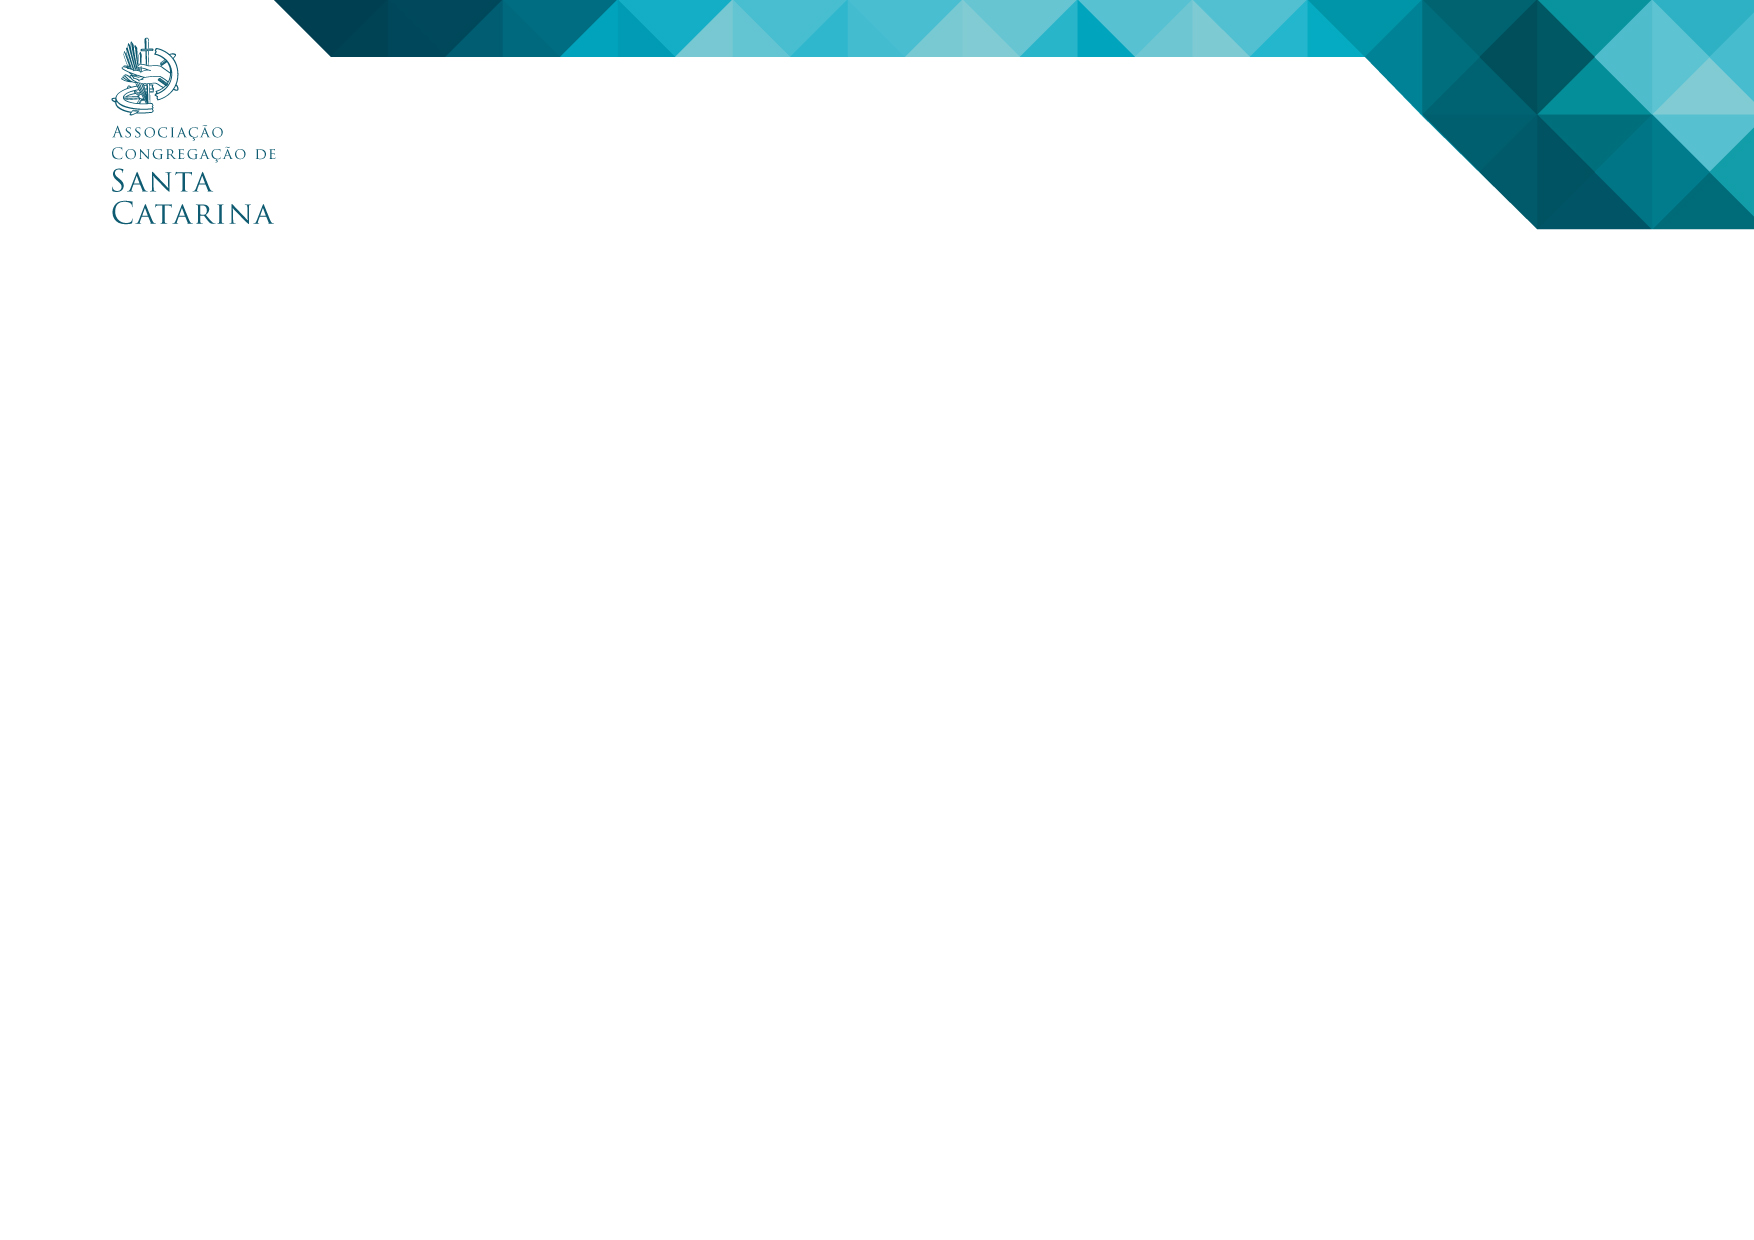 Associação
Congregação de
Santa
Catarina